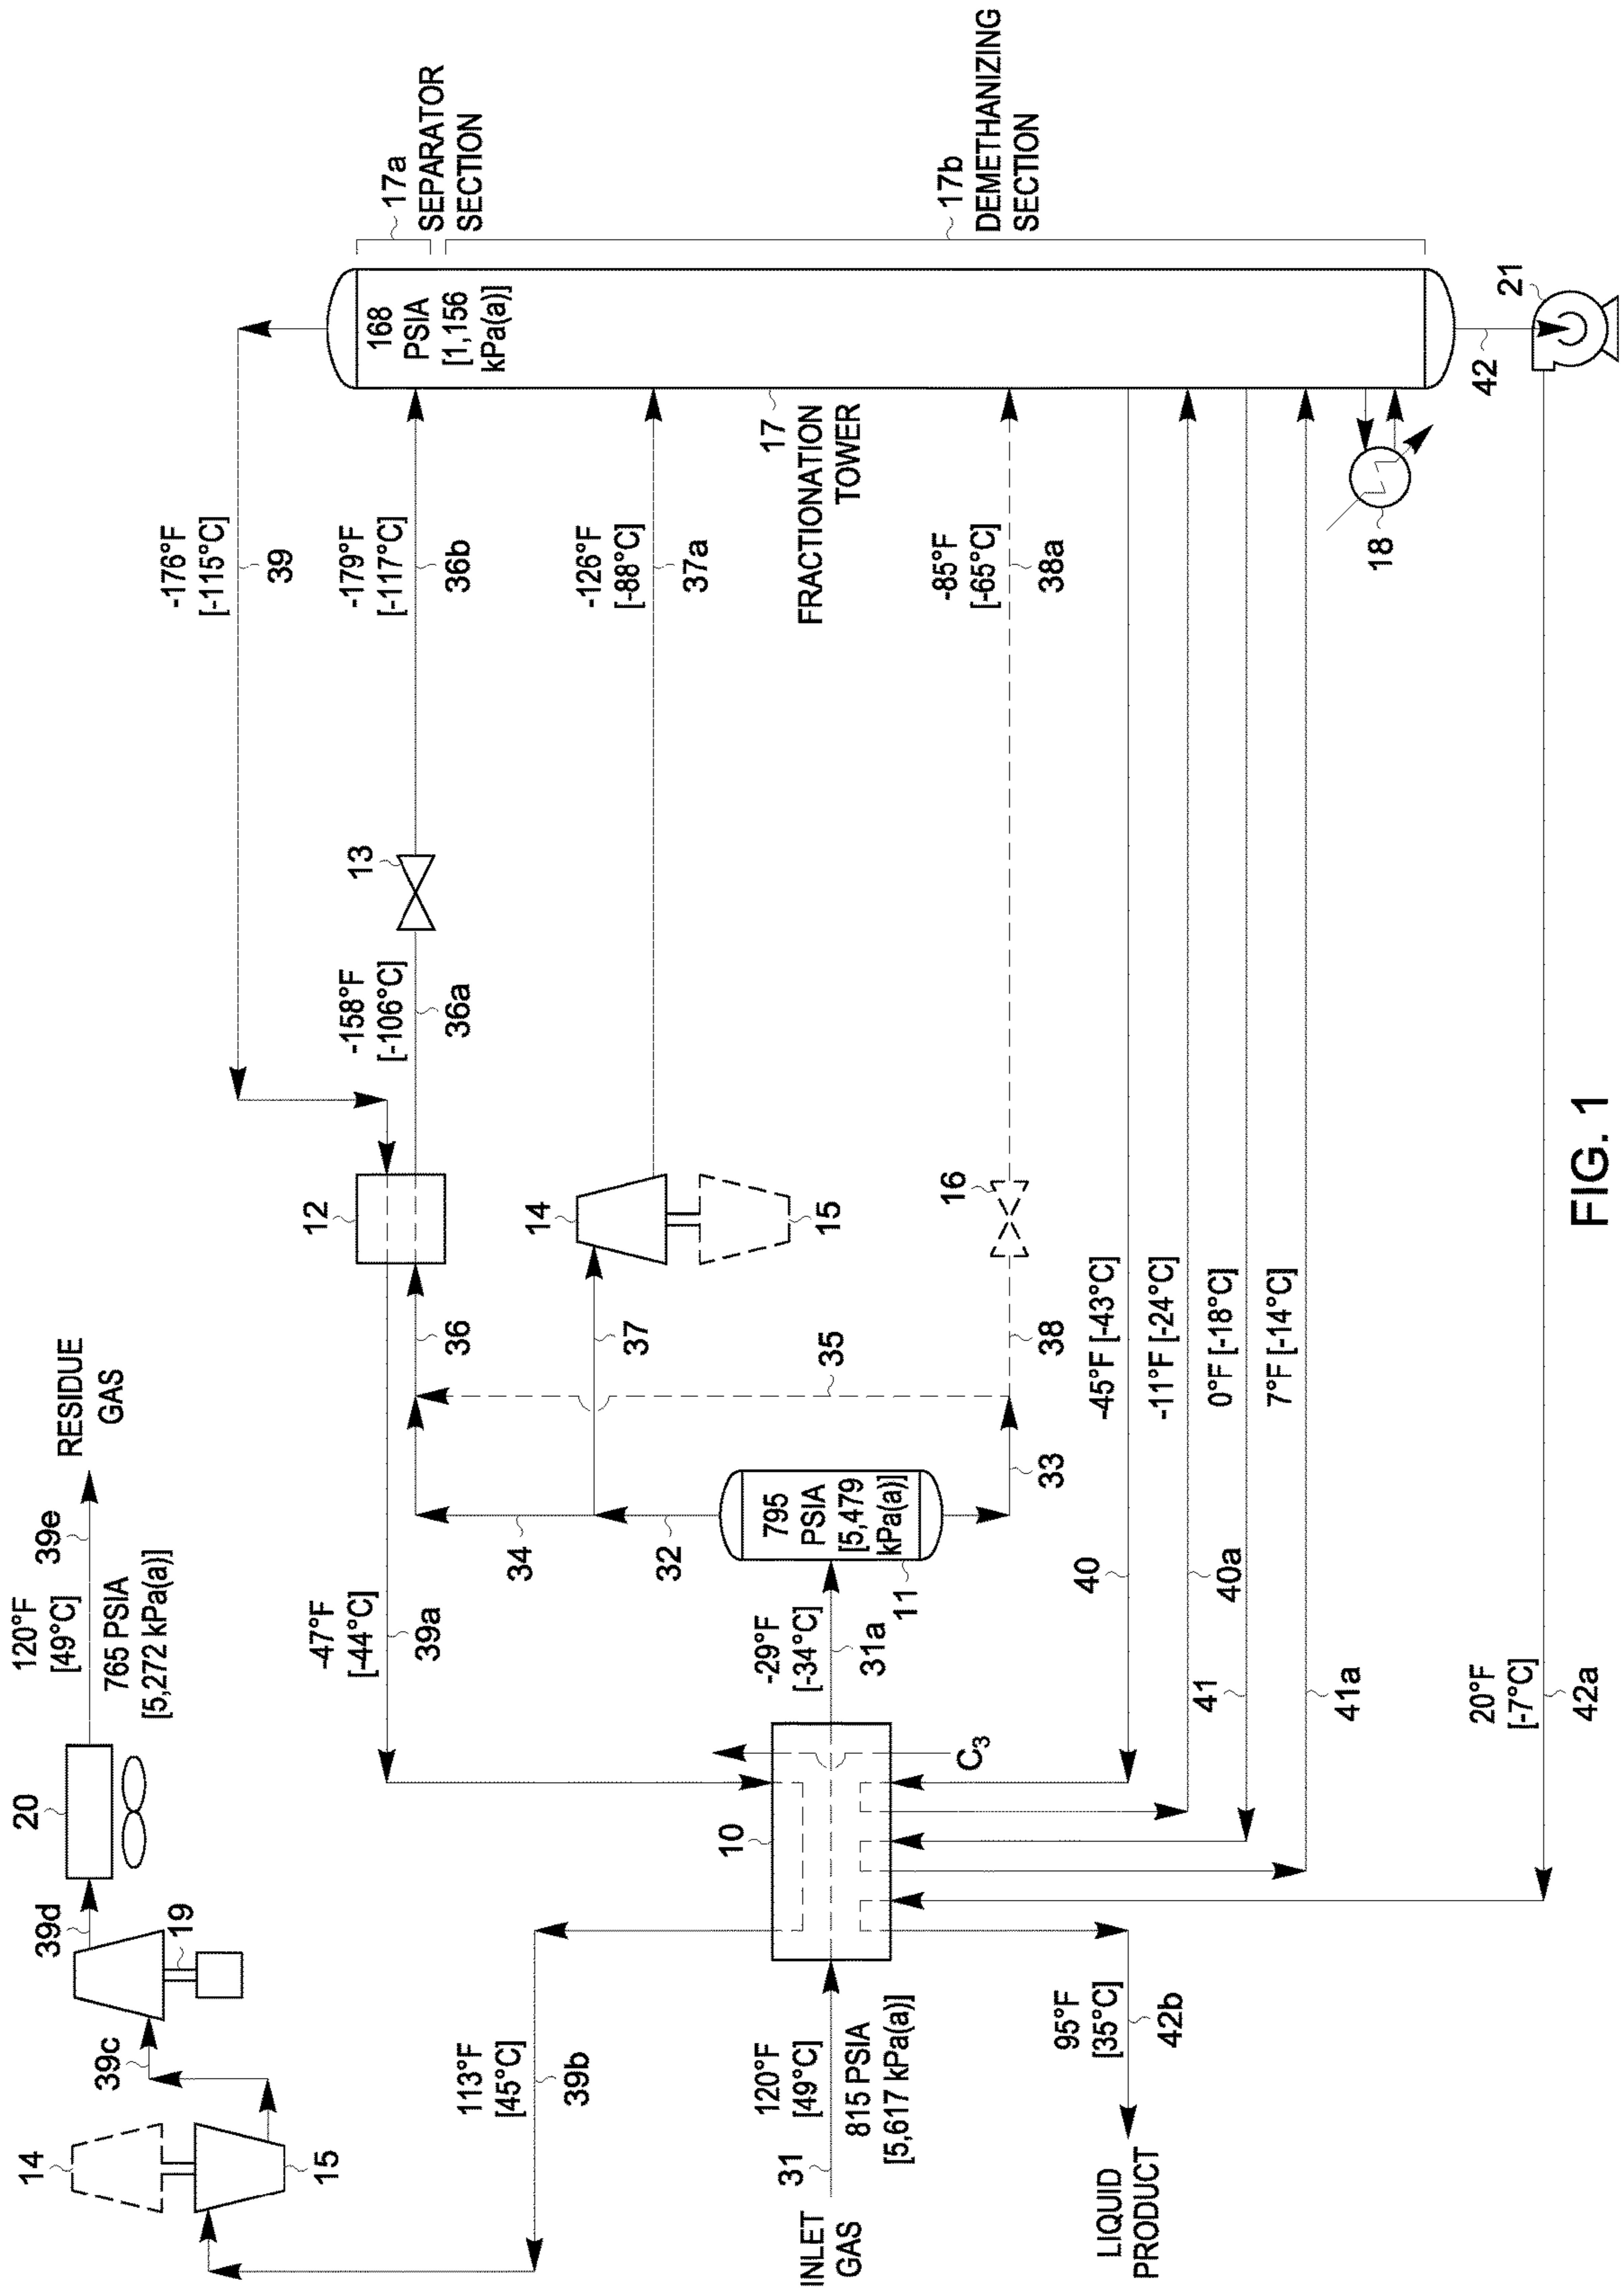 FIG. 1
RESIDUE
GAS
120°F
[49°C]
39e
765 PSIA
[5,272 kPa(a)]
20
39d
19
39c
14
15
-176°F
[-115°C]
39
-47°F
[-44°C]
39a
12
36
-158°F
[-106°C]
36a
13
-179°F
[-117°C]
36b
168
PSIA
[1,156
kPa(a)]
17a
SEPARATOR
SECTION
113°F
[45°C]
39b
34
32
37
14
15
-126°F
[-88°C]
37a
35
17
FRACTIONATION
TOWER
INLET
GAS
31
120°F
[49°C]
815 PSIA
[5,617 kPa(a)]
10
C3
-29°F
[-34°C]
31a
795
PSIA
[5,479
kPa(a)]
11
33
38
16
-85°F
[-65°C]
38a
17b
DEMETHANIZING
SECTION
40
-45°F [-43°C]
40a
-11°F [-24°C]
41
0°F [-18°C]
41a
7°F [-14°C]
18
LIQUID
PRODUCT
95°F
[35°C]
42b
20°F
[-7°C]
42a
42
21